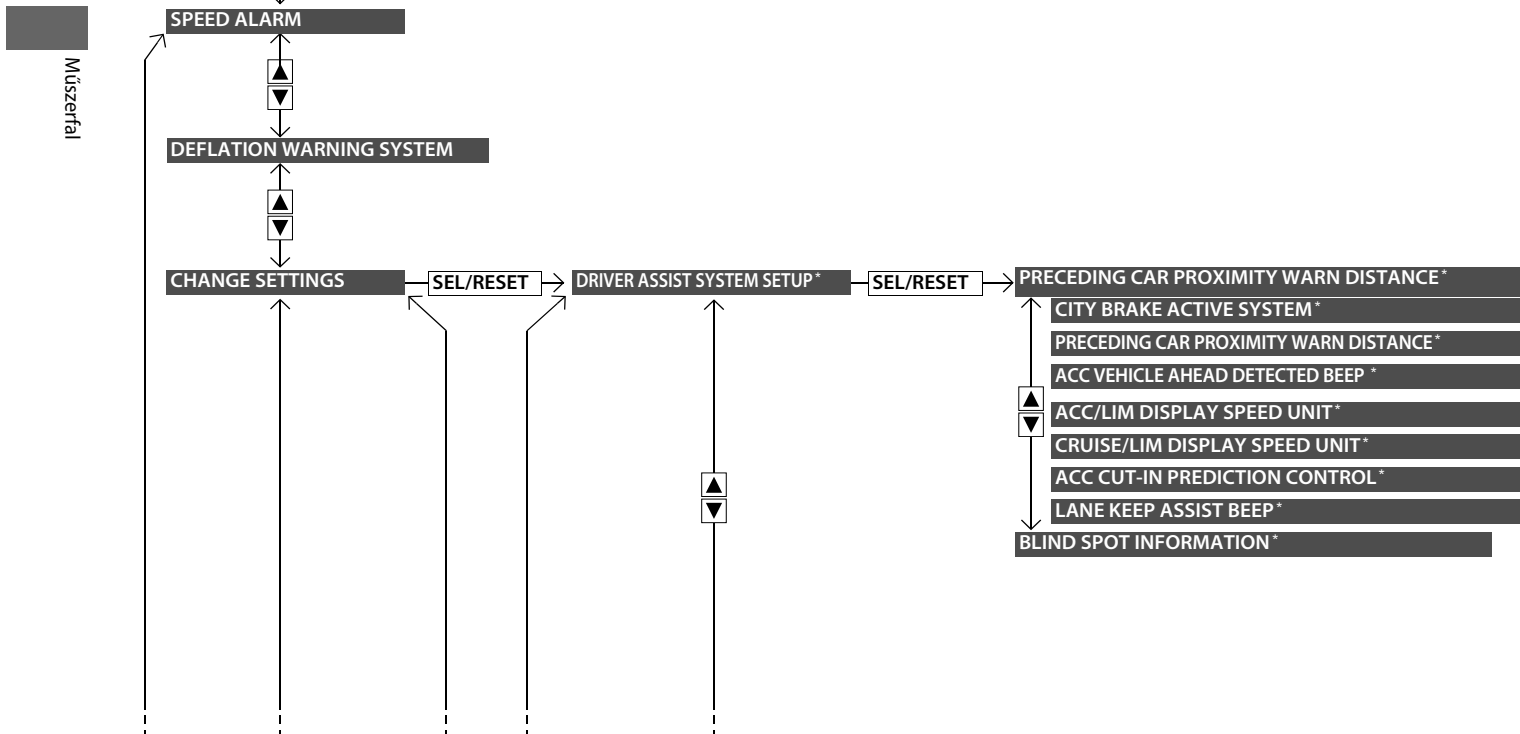 SPEED ALARM
Műszerfal
▲
▼
DEFLATION WARNING SYSTEM
▲
▼
CHANGE SETTINGS
SEL/RESET
DRIVER ASSIST SYSTEM SETUP*
SEL/RESET
PRECEDING CAR PROXIMITY WARN DISTANCE*
CITY BRAKE ACTIVE SYSTEM*
PRECEDING CAR PROXIMITY WARN DISTANCE*
ACC VEHICLE AHEAD DETECTED BEEP *
▲
▼
ACC/LIM DISPLAY SPEED UNIT*
CRUISE/LIM DISPLAY SPEED UNIT*
ACC CUT-IN PREDICTION CONTROL*
LANE KEEP ASSIST BEEP*
▲
▼
BLIND SPOT INFORMATION*